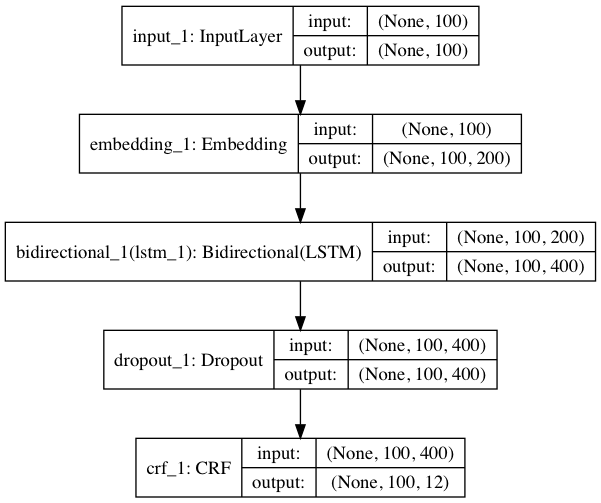 input_1: InputLayer
input: (None, 100)
output: (None, 100)
embedding_1: Embedding
input: (None, 100)
output: (None, 100, 200)
bidirectional_1(lstm_1): Bidirectional(LSTM)
input: (None, 100, 200)
output: (None, 100, 400)
dropout_1: Dropout
input: (None, 100, 400)
output: (None, 100, 400)
crf_1: CRF
input: (None, 100, 400)
output: (None, 100, 12)